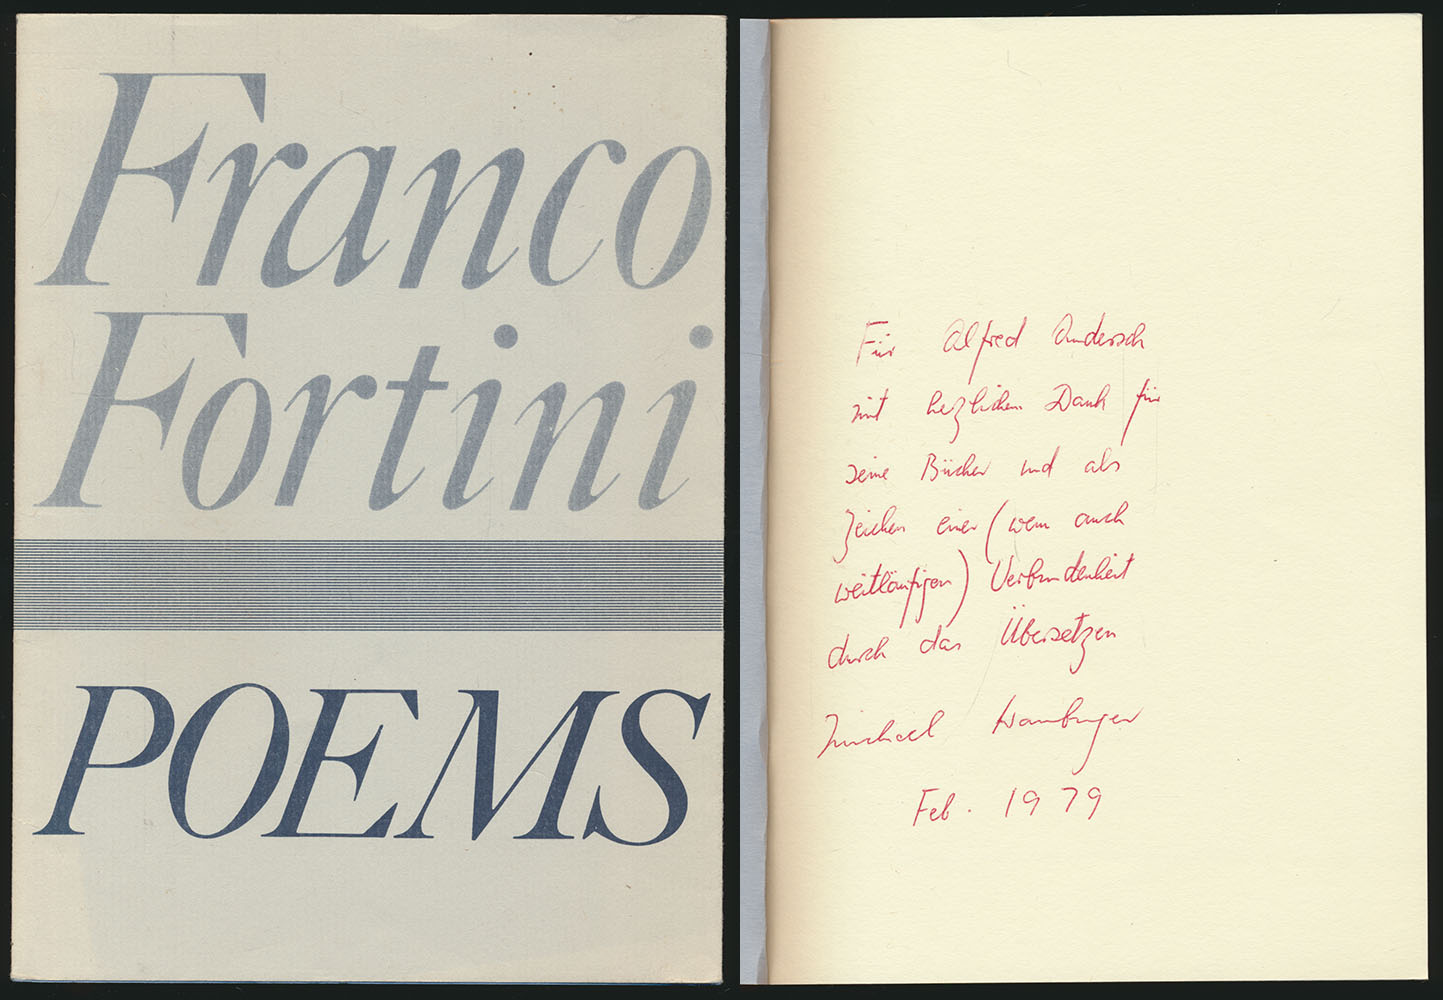 Franco
Fortini
POEMS
Für Alfred Andersch
mit herzlichem Dank für
seine Bücher und als
Zeichen einer (wenn auch
weitläufigen) Verbundenheit
durch das Übersetzen
Michael Hamburger
Feb. 1979